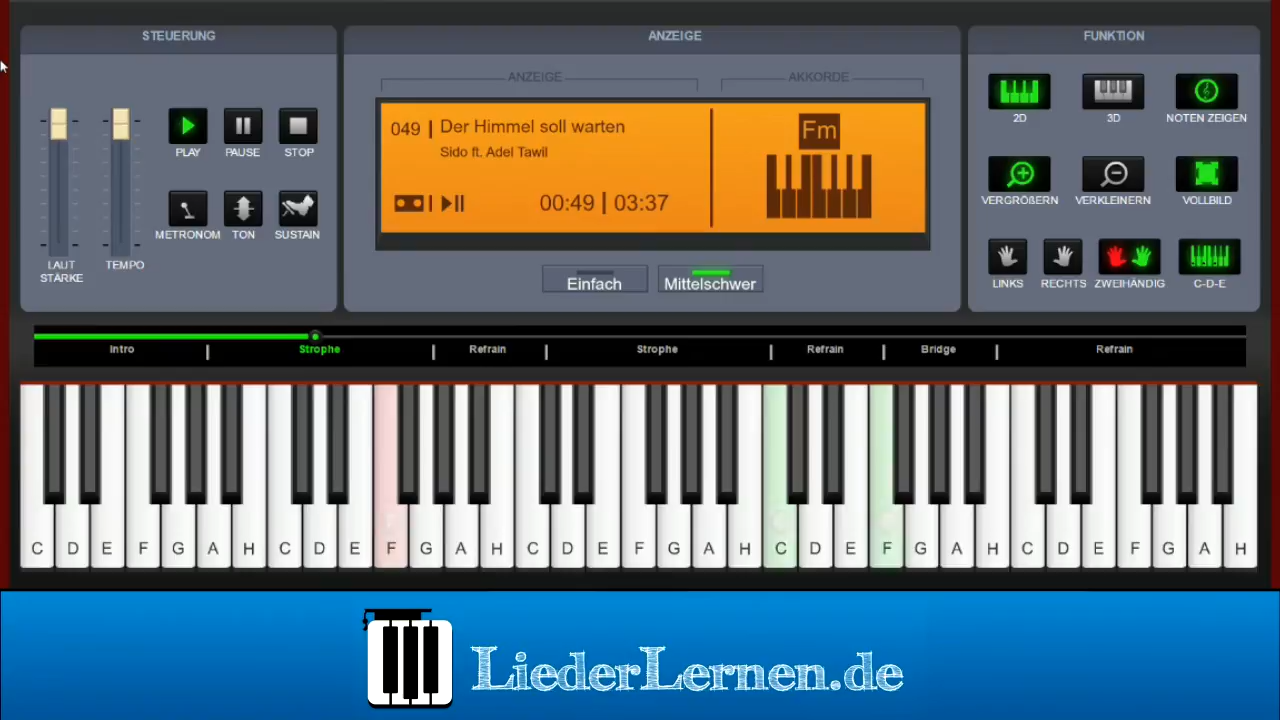 STEUERUNG
PLAY PAUSE STOP
METRONOM TON SUSTAIN
LAUT
STÄRKE
TEMPO
ANZEIGE
ANZEIGE AKKORDE
049 | Der Himmel soll warten
Sido ft. Adel Tawil
00:49 | 03:37
Fm
Einfach Mittelschwer
FUNKTION
2D 3D NOTEN ZEIGEN
VERGRÖßERN VERKLEINERN VOLLBILD
LINKS RECHTS ZWEIHÄNDIG C-D-E
Intro | Strophe | Refrain | Strophe | Refrain | Bridge | Refrain
C D E F G A H C D E F G A H C D E F G A H C D E F G A H C D E F G A H
LiederLernen.de